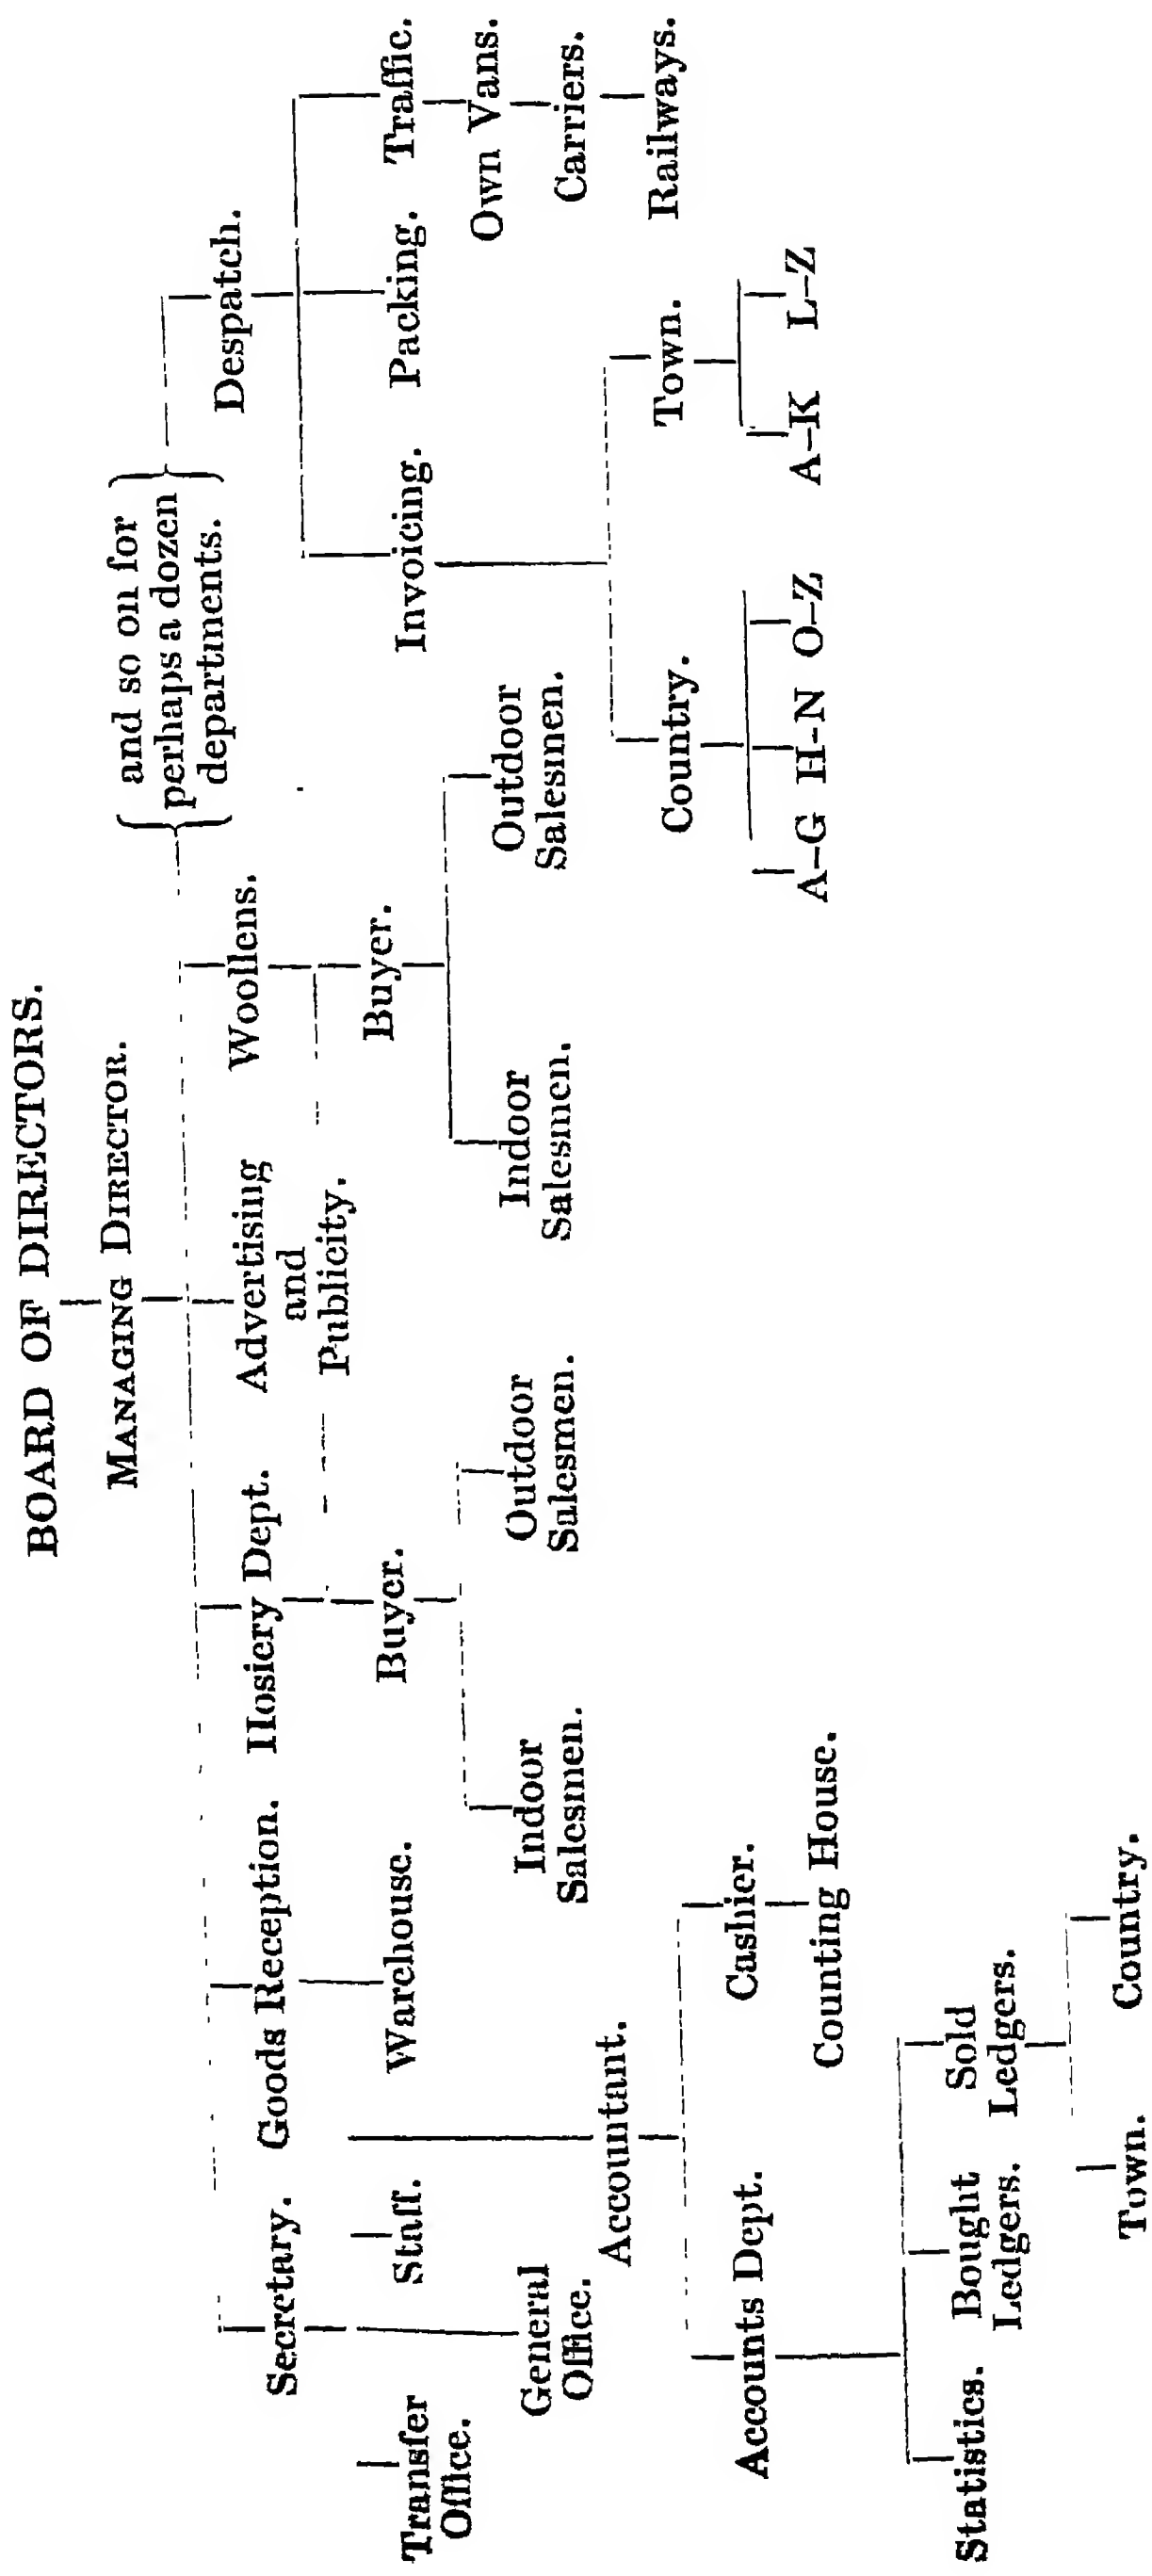 BOARD OF DIRECTORS.
MANAGING DIRECTOR.
and so on for
perhaps a dozen
departments.
Secretary.
Goods Reception.
Hosiery Dept.
Advertising
and
Publicity.
Woollens.
Despatch.
Transfer
Office.
Staff.
Warehouse.
Buyer.
Buyer.
Invoicing.
Packing.
Traffic.
Own Vans.
Carriers.
Railways.
General
Office.
Indoor
Salesmen.
Outdoor
Salesmen.
Indoor
Salesmen.
Outdoor
Salesmen.
Accountant.
Country.
Town.
A–G H–N O–Z
A–K L–Z
Accounts Dept.
Cashier.
Counting House.
Statistics.
Bought
Ledgers.
Sold
Ledgers.
Town.
Country.